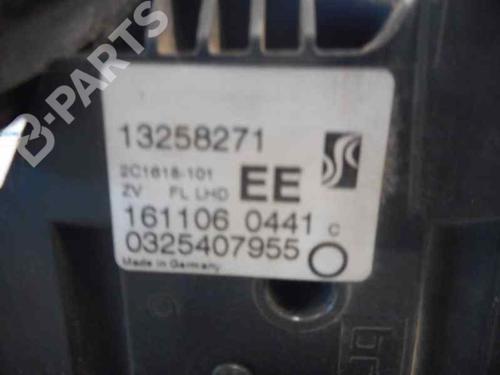 B-PARTS
13258271
2C1618-101
ZV FL LHD EE
161106 0441 C
0325407955
Made in Germany